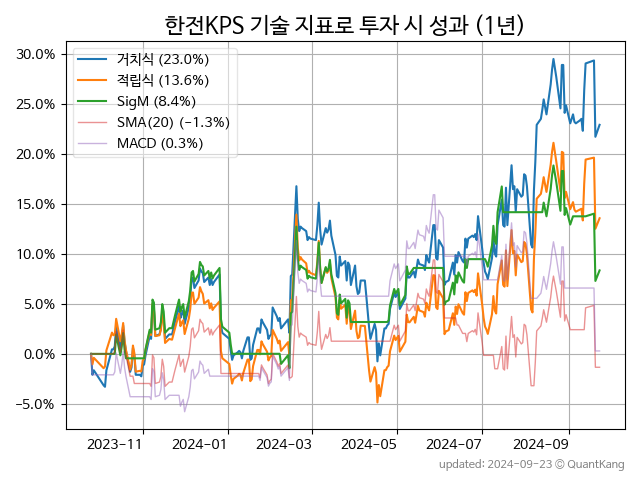 한전KPS 기술 지표로 투자 시 성과 (1년)
30.0%
25.0%
20.0%
15.0%
10.0%
5.0%
0.0%
−5.0%
거치식 (23.0%)
적립식 (13.6%)
SigM (8.4%)
SMA(20) (−1.3%)
MACD (0.3%)
2023-11 2024-01 2024-03 2024-05 2024-07 2024-09
updated: 2024-09-23 © QuantKang